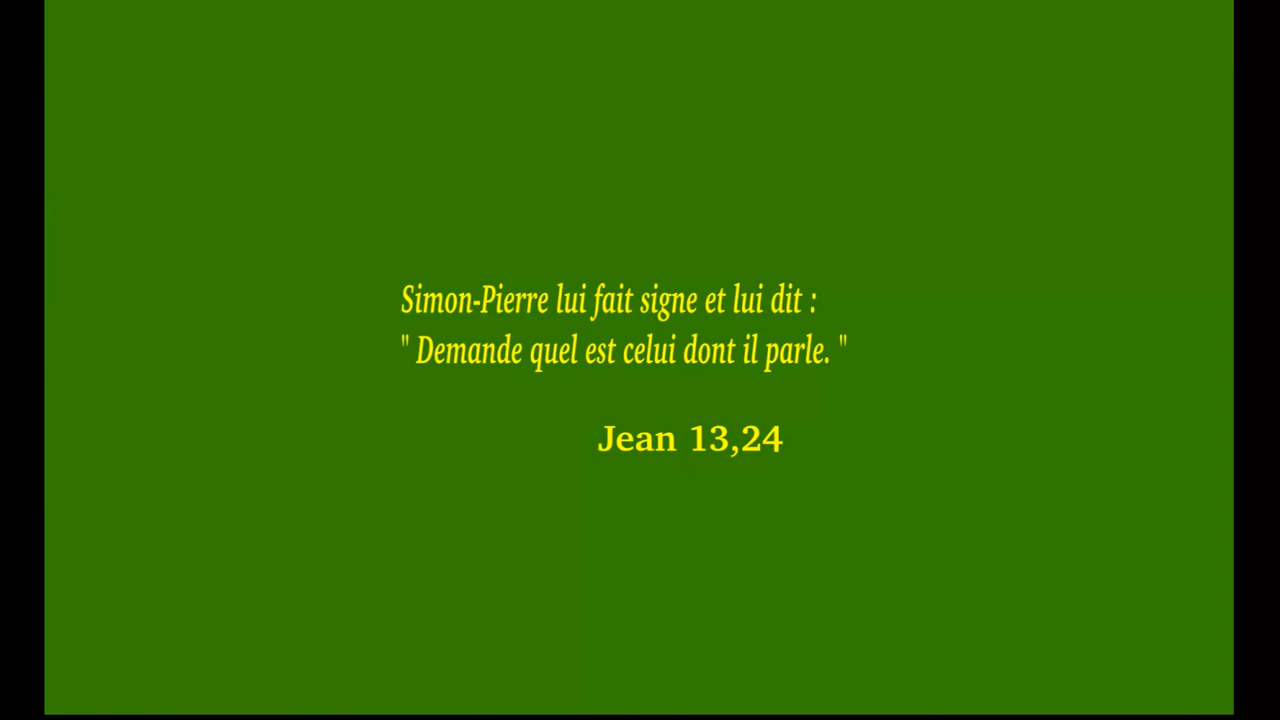 Simon-Pierre lui fait signe et lui dit :
" Demande quel est celui dont il parle. "
Jean 13,24